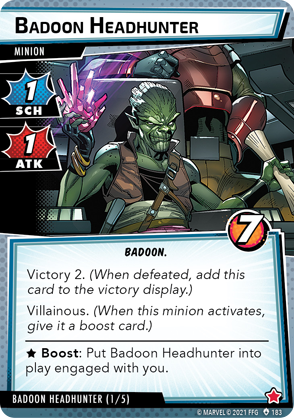 BADOON HEADHUNTER
MINION
1
SCH
1
ATK
7
BADOON.
Victory 2. (When defeated, add this
card to the victory display.)
Villainous. (When this minion activates,
give it a boost card.)
★ Boost: Put Badoon Headhunter into
play engaged with you.
BADOON HEADHUNTER (1/5)
© MARVEL © 2021 FFG 183